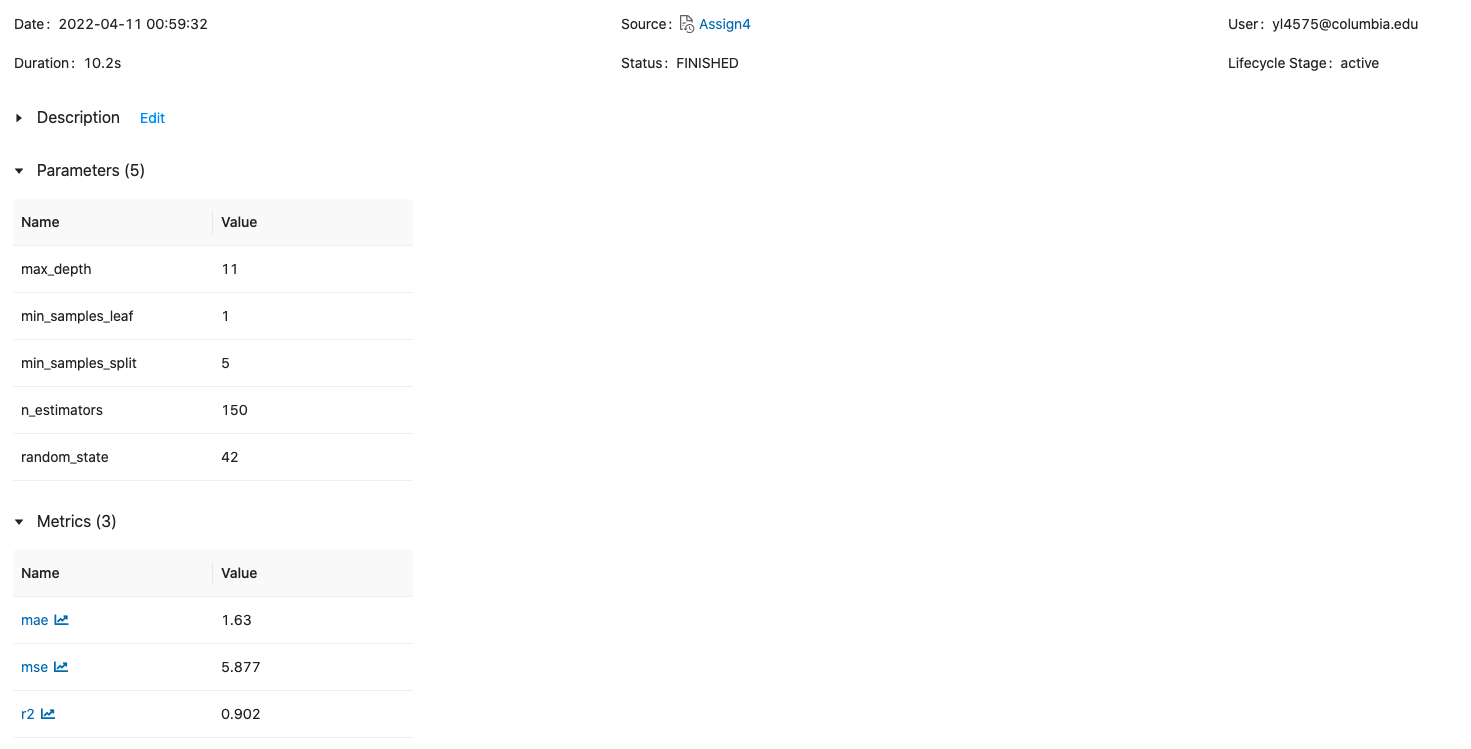 Date: 2022-04-11 00:59:32 Source: Assign4 User: yl4575@columbia.edu
Duration: 10.2s Status: FINISHED Lifecycle Stage: active
Description Edit
Parameters (5)
Name Value
max_depth 11
min_samples_leaf 1
min_samples_split 5
n_estimators 150
random_state 42
Metrics (3)
Name Value
mae 1.63
mse 5.877
r2 0.902